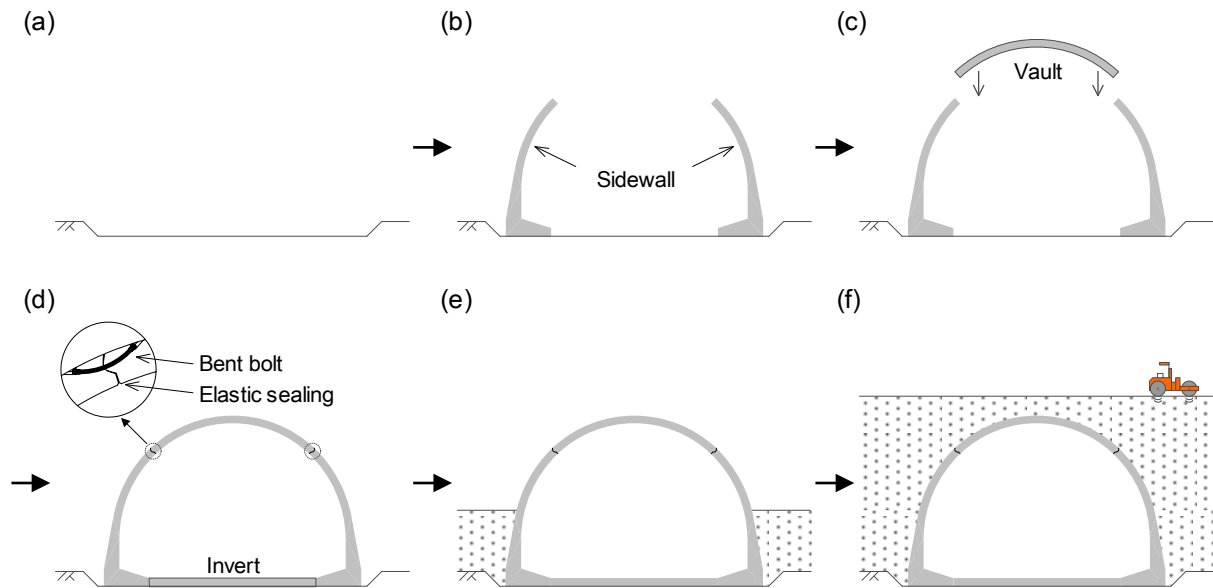 (a)
(b)
(c)
Vault
Sidewall
(d)
(e)
(f)
Bent bolt
Elastic sealing
Invert